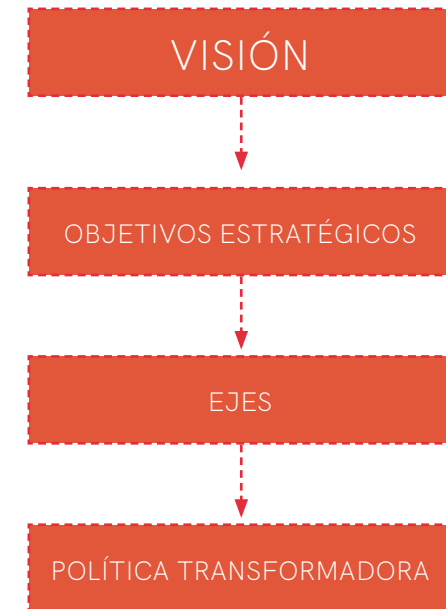 VISIÓN
OBJETIVOS ESTRATÉGICOS
EJES
POLÍTICA TRANSFORMADORA